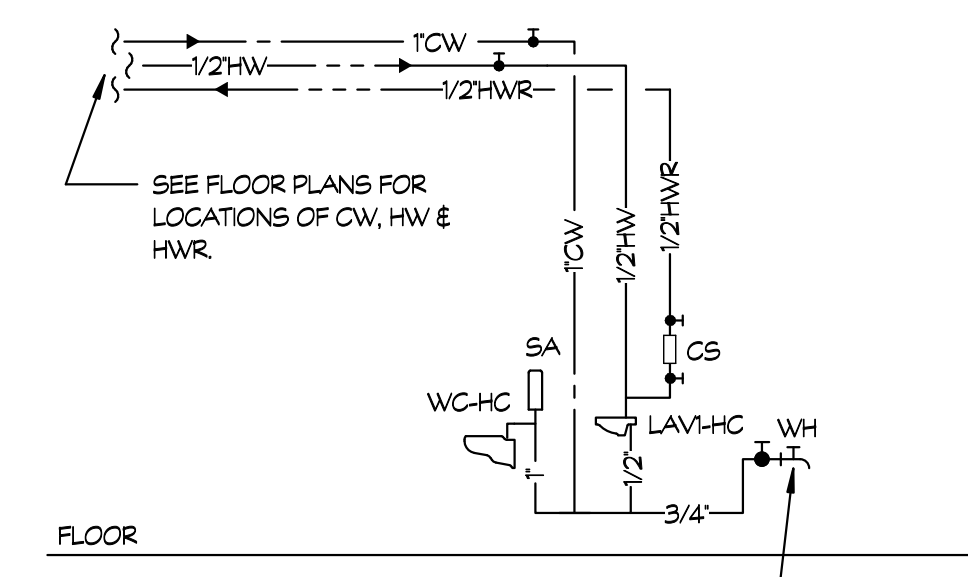 1"CW
1/2"HW
1/2"HWR
SEE FLOOR PLANS FOR
LOCATIONS OF CW, HW &
HWR.
1"CW
1/2"HW
1/2"HWR
SA
CS
WC-HC
LAV1-HC
WH
1"
1/2"
3/4"
FLOOR